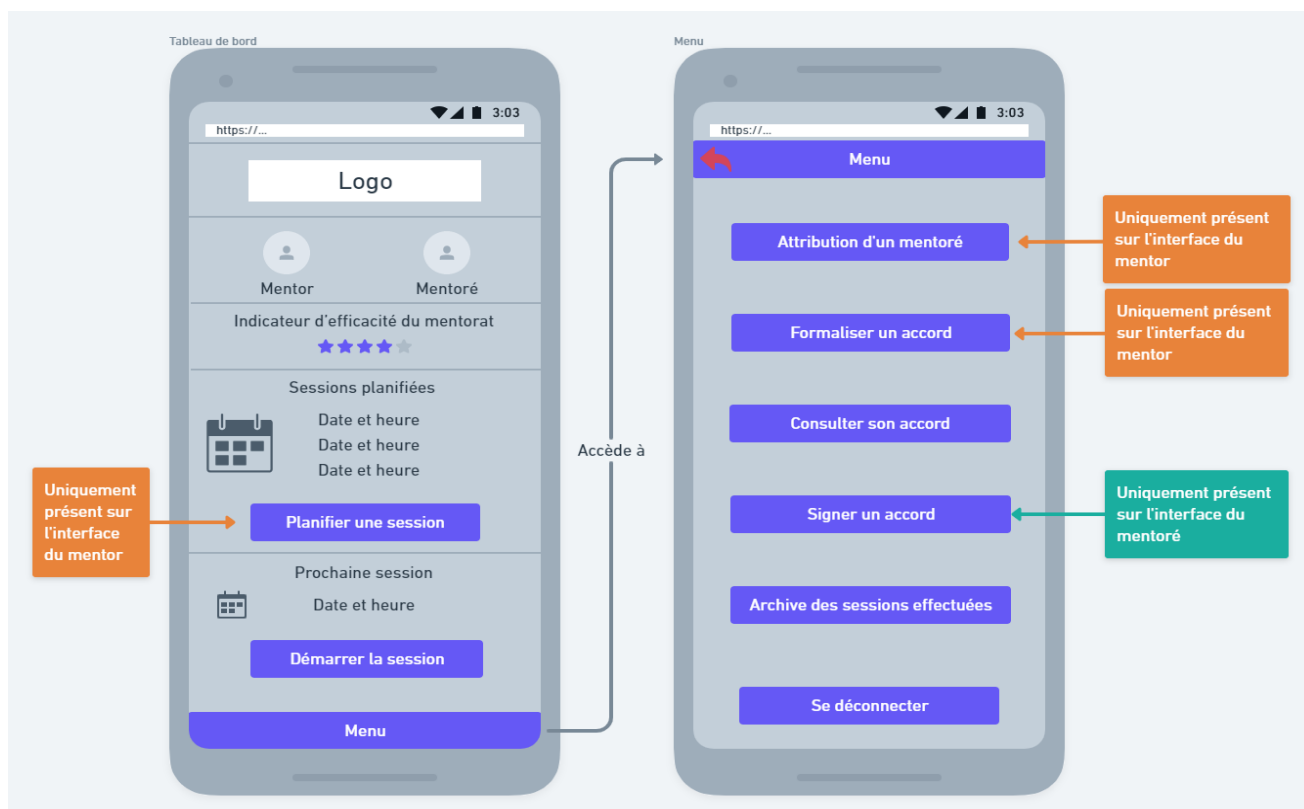 Tableau de bord
3:03
https://...
Logo
Mentor
Mentoré
Indicateur d'efficacité du mentorat
Sessions planifiées
Date et heure
Date et heure
Date et heure
Uniquement
présent sur
l'interface
du mentor
Planifier une session
Prochaine session
Date et heure
Démarrer la session
Menu
Accède à
Menu
3:03
https://...
Menu
Attribution d'un mentoré
Uniquement présent
sur l'interface du
mentor
Formaliser un accord
Uniquement présent
sur l'interface du
mentor
Consulter son accord
Signer un accord
Uniquement présent
sur l'interface du
mentoré
Archive des sessions effectuées
Se déconnecter